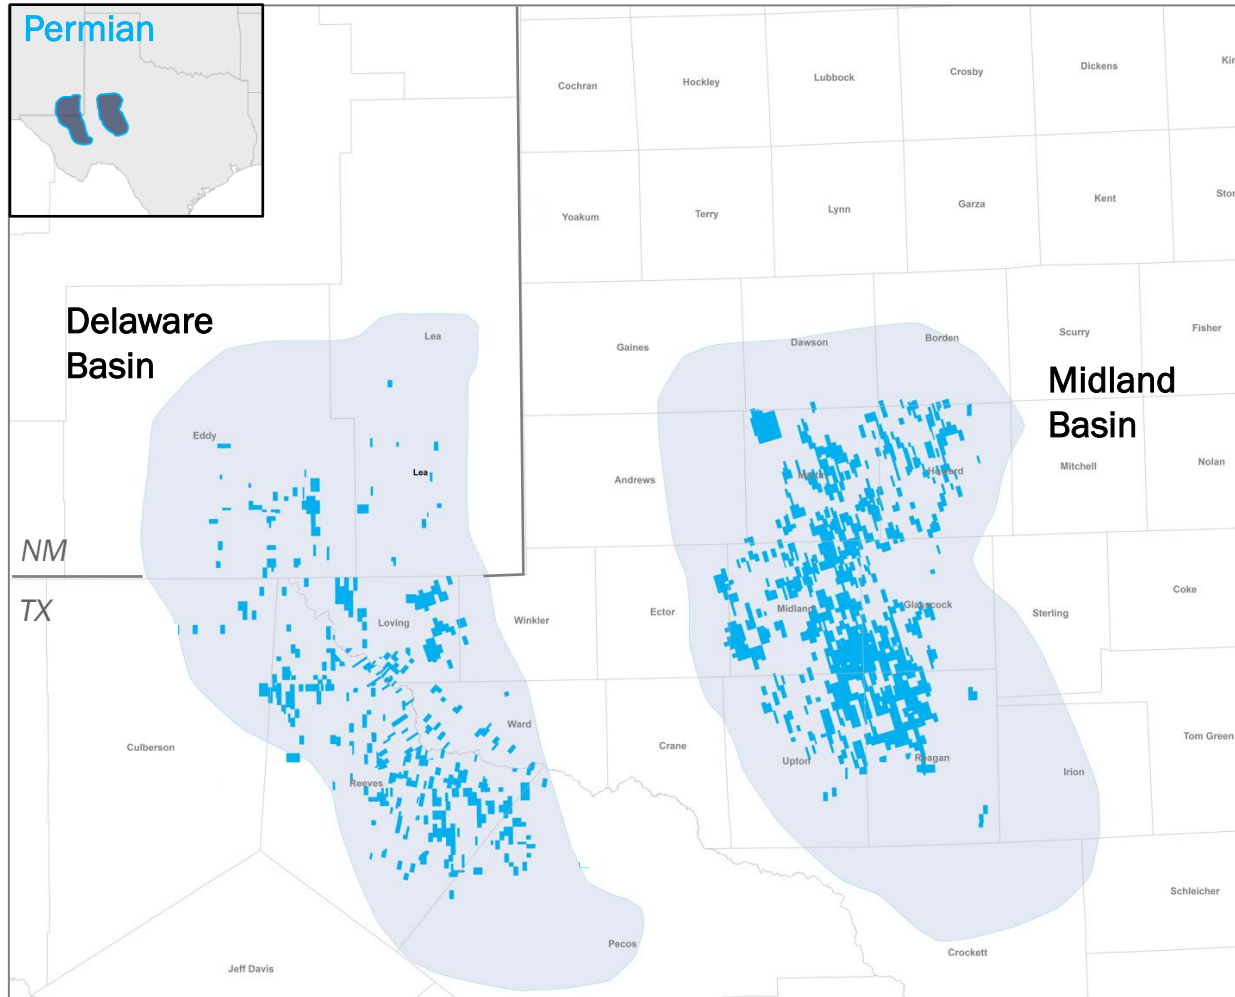 Permian
Cochran
Hockley
Lubbock
Crosby
Dickens
Yoakum
Terry
Lynn
Garza
Kent
Delaware
Basin
Lea
Gaines
Dawson
Borden
Scurry
Fisher
Midland
Basin
Eddy
Lea
Andrews
Martin
Howard
Mitchell
Nolan
NM
TX
Loving
Winkler
Ector
Midland
Glasscock
Sterling
Coke
Culberson
Ward
Crane
Upton
Reagan
Irion
Tom Green
Reeves
Schleicher
Pecos
Crockett
Jeff Davis